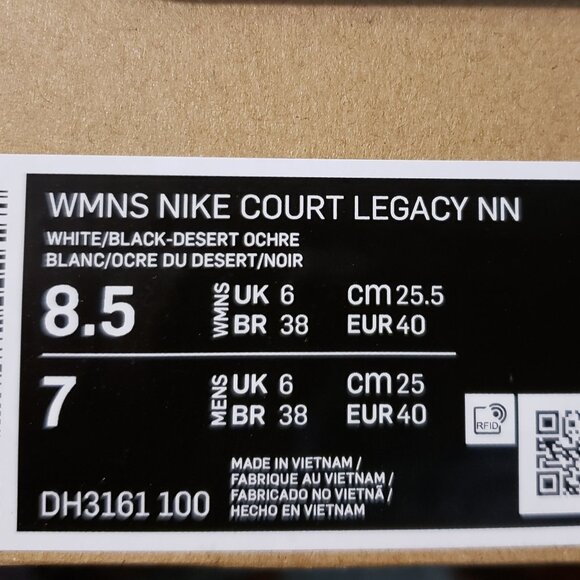 WMNS NIKE COURT LEGACY NN
WHITE/BLACK-DESERT OCHRE
BLANC/OCRE DU DESERT/NOIR
8.5 WMNS UK 6 cm 25.5
BR 38 EUR 40
7 MENS UK 6 cm 25
BR 38 EUR 40
RFID
MADE IN VIETNAM /
FABRIQUE AU VIETNAM /
FABRICADO NO VIETNÃ /
HECHO EN VIETNAM
DH3161 100